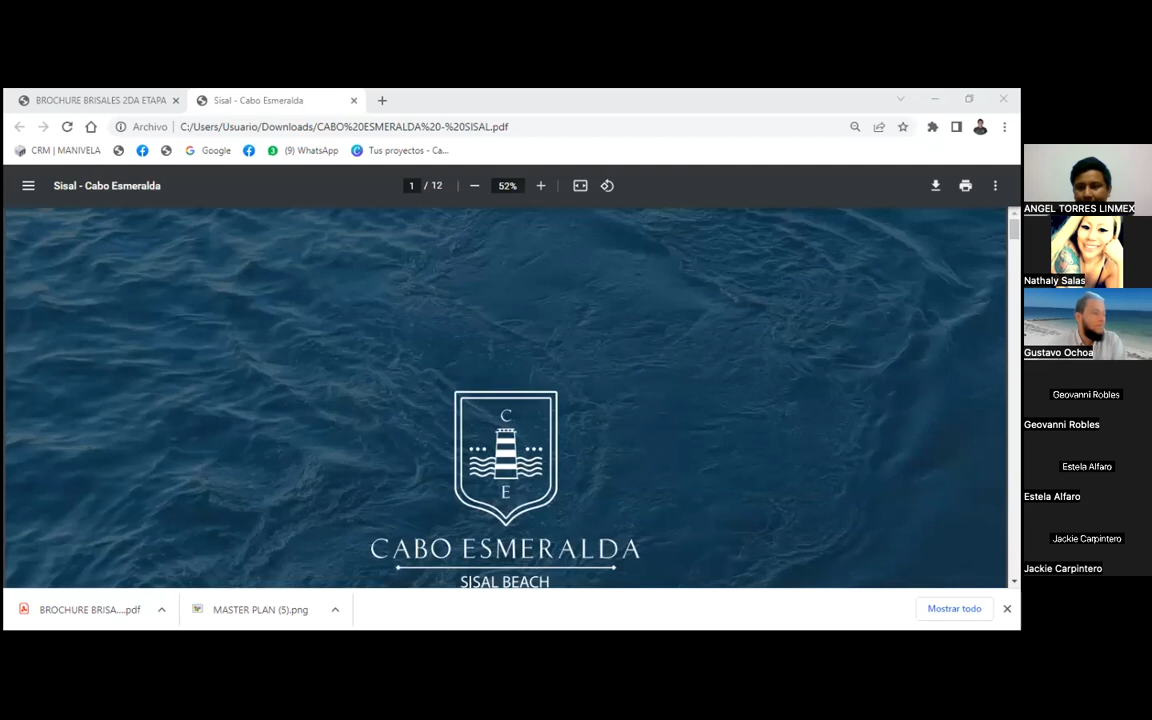 BROCHURE BRISALES 2DA ETAPA
Sisal - Cabo Esmeralda
Archivo
C:/Users/Usuario/Downloads/CABO%20ESMERALDA%20-%20SISAL.pdf
CRM | MANIVELA
Google
(9) WhatsApp
Tus proyectos - Ca...
Sisal - Cabo Esmeralda
1 / 12
52%
C
E
CABO ESMERALDA
SISAL BEACH
BROCHURE BRISA....pdf
MASTER PLAN (5).png
Mostrar todo
ANGEL TORRES LINMEX
Nathaly Salas
Gustavo Ochoa
Geovanni Robles
Geovanni Robles
Estela Alfaro
Estela Alfaro
Jackie Carpintero
Jackie Carpintero